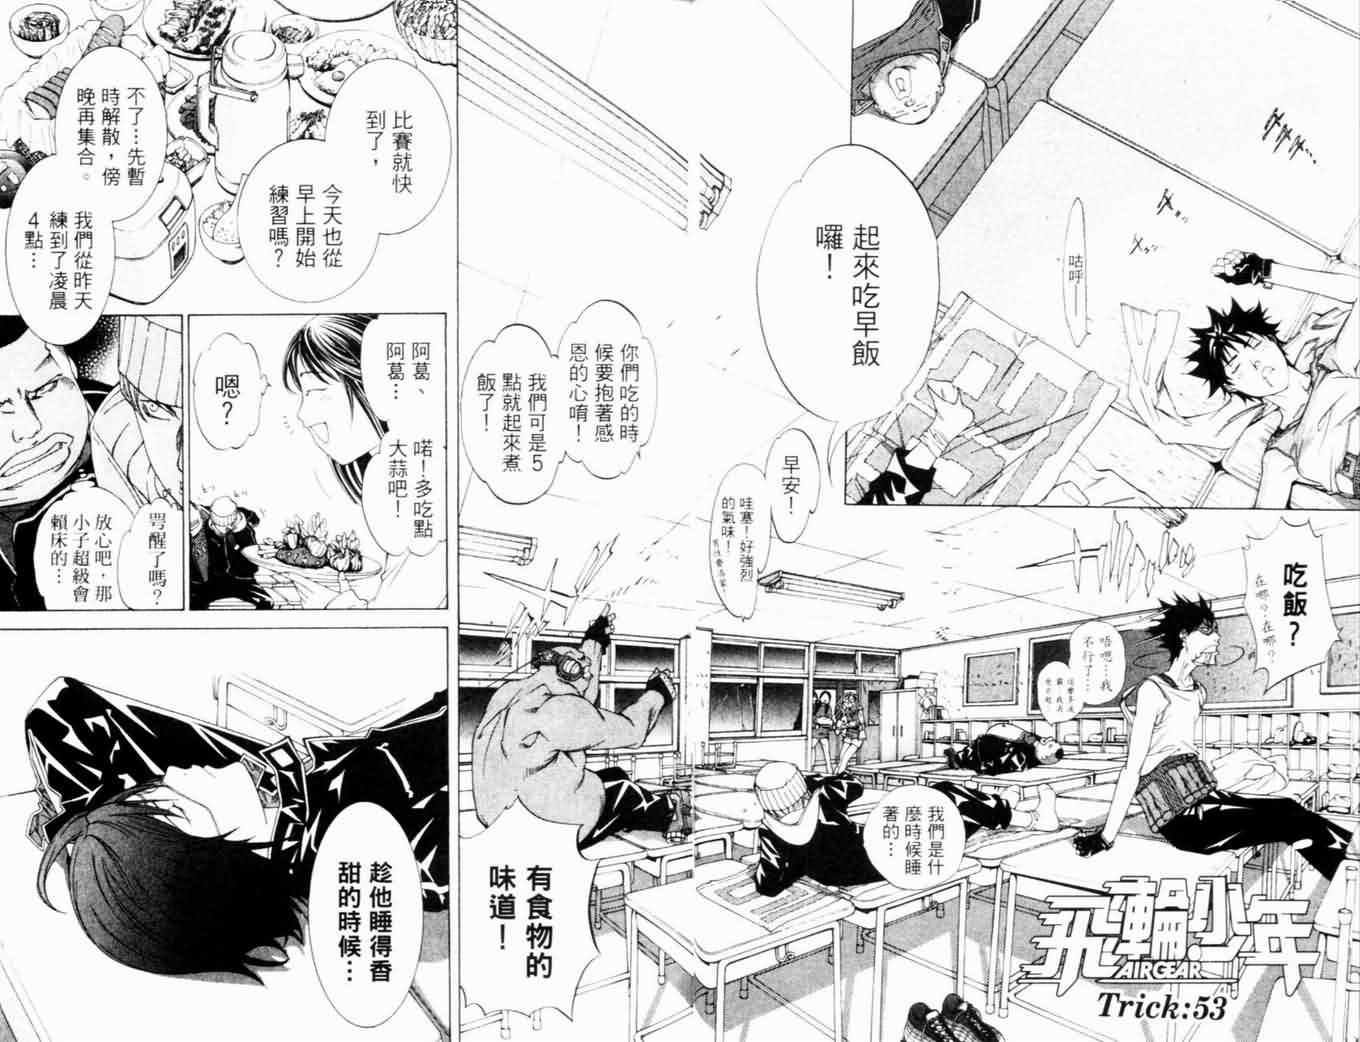 起來吃早飯
囉！
咕呼——
吃飯？
在哪？在哪？
早安！
哇塞！好強烈
的氣味！
唔嗯…我
不行了…
我們是什
麼時候睡
著的…
有食物的
味道！
飛輪少年
AIRGEAR
Trick:53
你們吃的時
候要抱著感
恩的心唷！
我們可是5
點就起來煮
飯了！
比賽就快
到了，
今天也從
早上開始
練習嗎？
不了…先暫
時解散，傍
晚再集合。
我們從昨天
練到了凌晨
4點…
阿葛、
阿葛…
喏！多吃點
大蒜吧！
嗯？
咢醒了嗎？
放心吧，那
小子超級會
賴床的…
趁他睡得香
甜的時候…